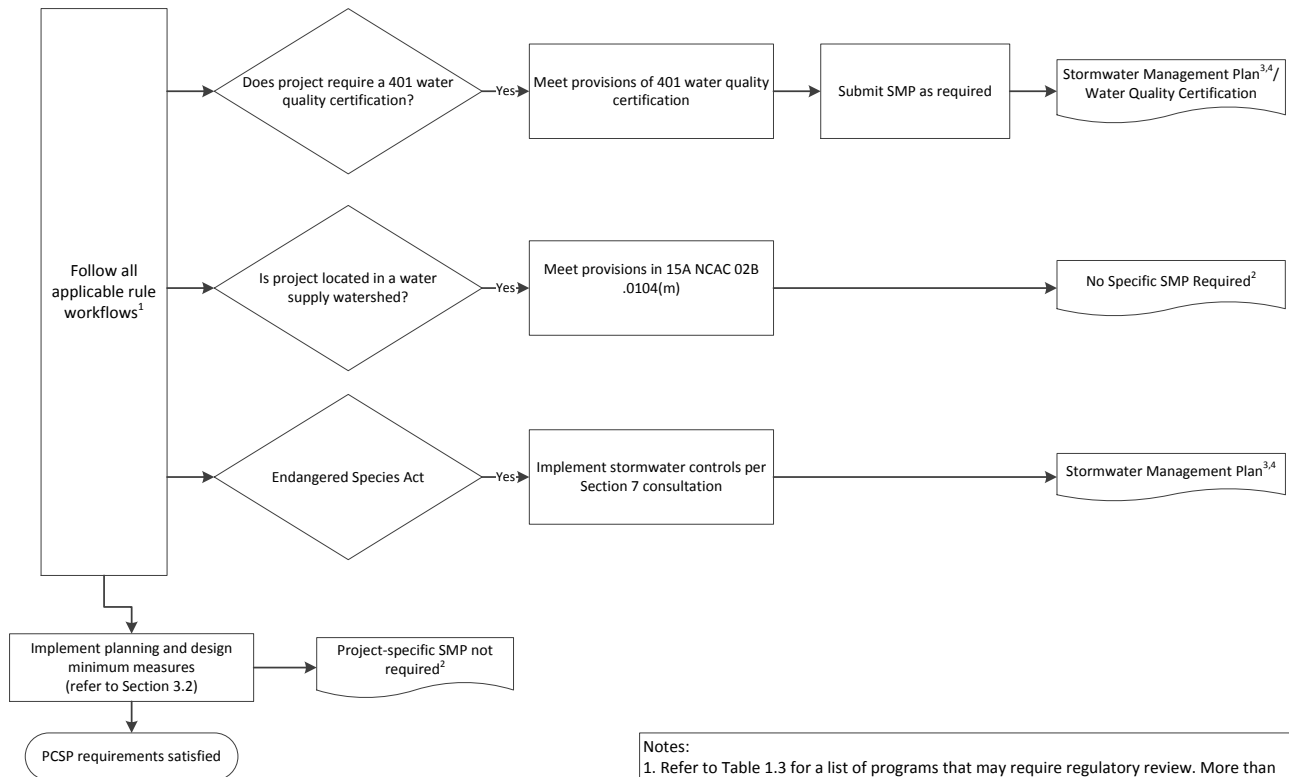 Follow all
applicable rule
workflows1
Does project require a 401 water
quality certification?
Yes
Meet provisions of 401 water quality
certification
Submit SMP as required
Stormwater Management Plan3,4/
Water Quality Certification
Is project located in a water
supply watershed?
Yes
Meet provisions in 15A NCAC 02B
.0104(m)
No Specific SMP Required2
Endangered Species Act
Yes
Implement stormwater controls per
Section 7 consultation
Stormwater Management Plan3,4
Implement planning and design
minimum measures
(refer to Section 3.2)
Project-specific SMP not
required2
PCSP requirements satisfied
Notes:
1. Refer to Table 1.3 for a list of programs that may require regulatory review. More than